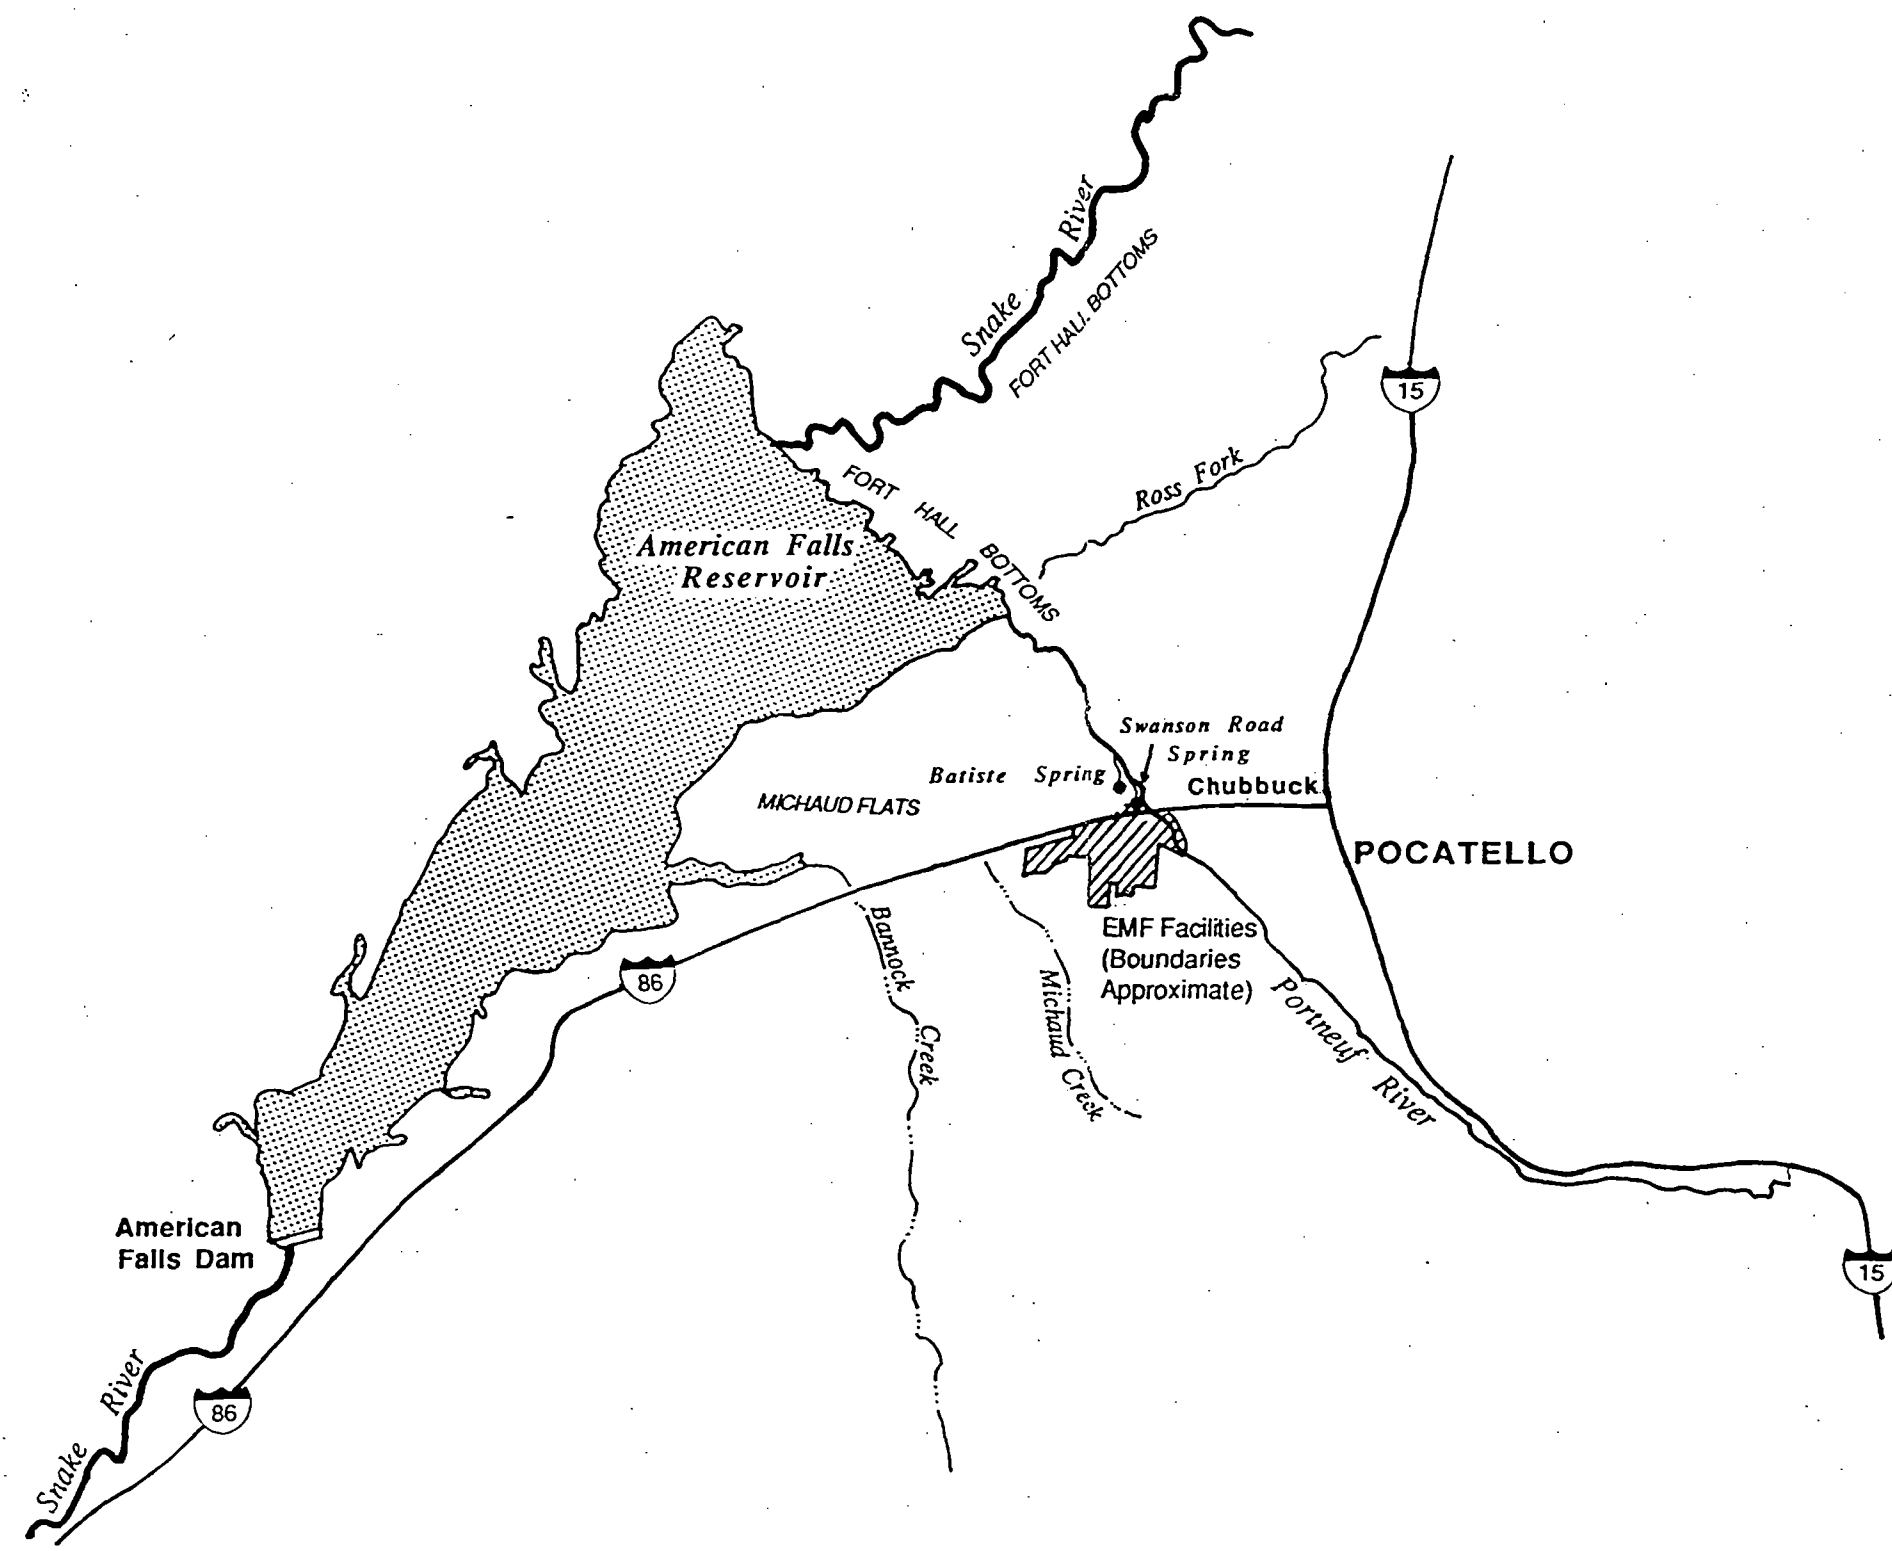 Snake River
FORT HALL BOTTOMS
15
Ross Fork
FORT HALL BOTTOMS
American Falls
Reservoir
Swanson Road
Spring
Batiste Spring
Chubbuck
MICHAUD FLATS
POCATELLO
EMF Facilities
(Boundaries
Approximate)
Bannock Creek
Michaud Creek
86
Portneuf River
American
Falls Dam
15
Snake River
86